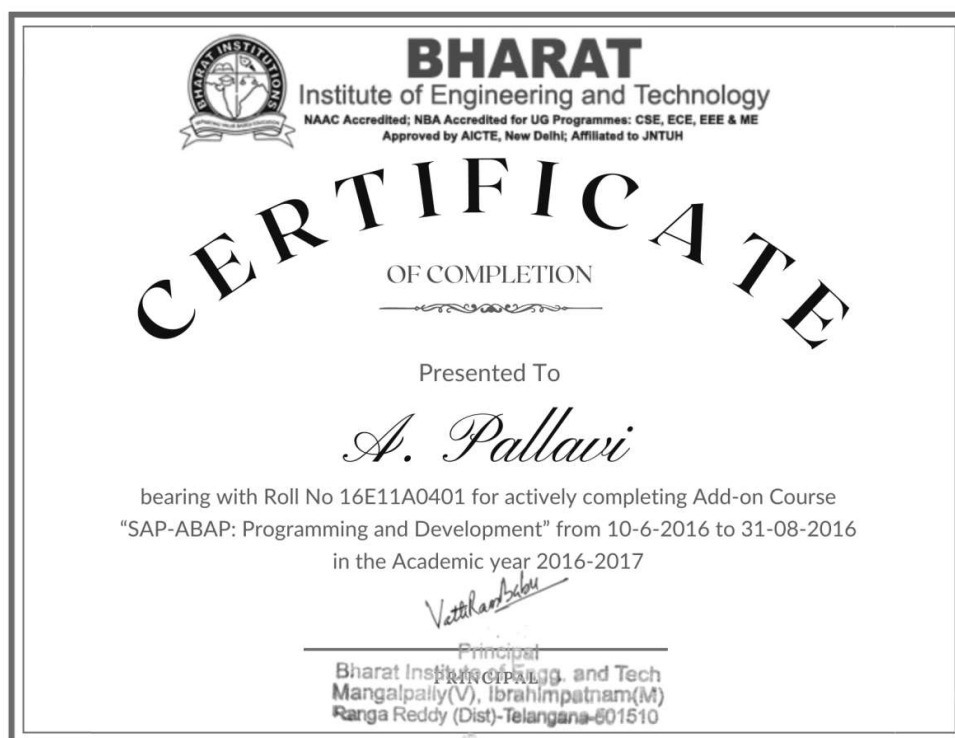 BHARAT INSTITUTIONS
BHARAT
Institute of Engineering and Technology
NAAC Accredited; NBA Accredited for UG Programmes: CSE, ECE, EEE & ME
Approved by AICTE, New Delhi; Affiliated to JNTUH
CERTIFICATE
OF COMPLETION
Presented To
A. Pallavi
bearing with Roll No 16E11A0401 for actively completing Add-on Course
“SAP-ABAP: Programming and Development” from 10-6-2016 to 31-08-2016
in the Academic year 2016-2017
Principal
PRINCIPAL
Bharat Institute of Engg. and Tech
Mangalpally(V), Ibrahimpatnam(M)
Ranga Reddy (Dist)-Telangana-501510